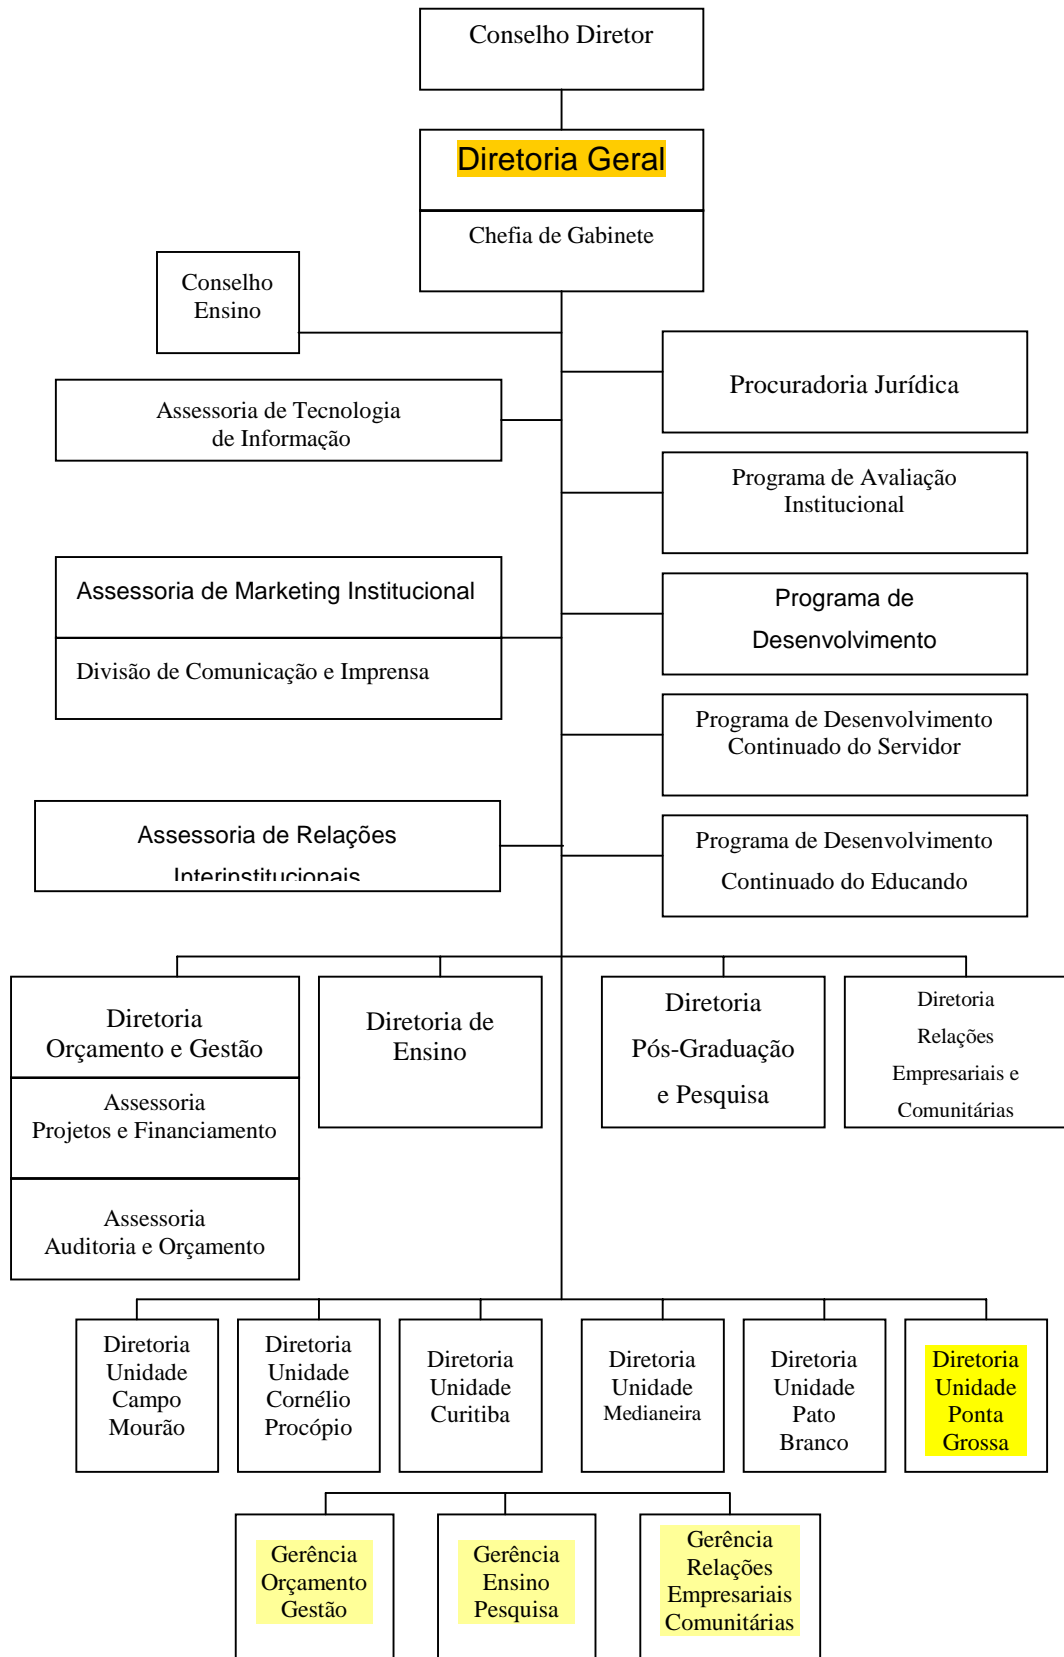 Conselho Diretor
Diretoria Geral
Chefia de Gabinete
Conselho
Ensino
Procuradoria Jurídica
Assessoria de Tecnologia
de Informação
Programa de Avaliação
Institucional
Assessoria de Marketing Institucional
Divisão de Comunicação e Imprensa
Programa de
Desenvolvimento
Programa de Desenvolvimento
Continuado do Servidor
Assessoria de Relações
Interinstitucionais
Programa de Desenvolvimento
Continuado do Educando
Diretoria
Orçamento e Gestão
Assessoria
Projetos e Financiamento
Assessoria
Auditoria e Orçamento
Diretoria de
Ensino
Diretoria
Pós-Graduação
e Pesquisa
Diretoria
Relações
Empresariais e
Comunitárias
Diretoria
Unidade
Campo
Mourão
Diretoria
Unidade
Cornélio
Procópio
Diretoria
Unidade
Curitiba
Diretoria
Unidade
Medianeira
Diretoria
Unidade
Pato
Branco
Diretoria
Unidade
Ponta
Grossa
Gerência
Orçamento
Gestão
Gerência
Ensino
Pesquisa
Gerência
Relações
Empresariais
Comunitárias